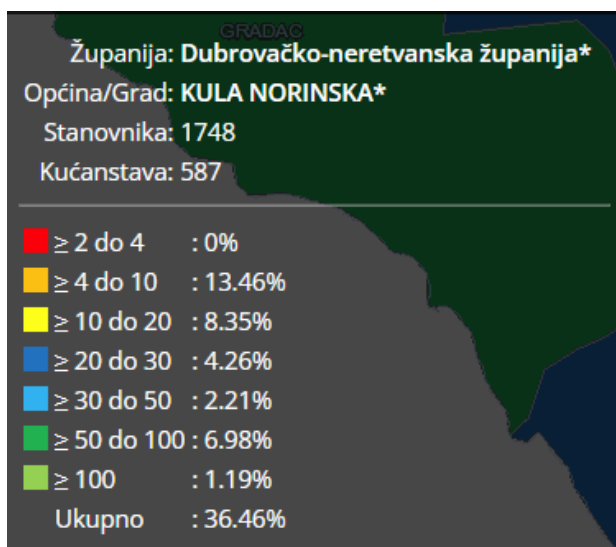 GRADAC
Županija: Dubrovačko-neretvanska županija*
Općina/Grad: KULA NORINSKA*
Stanovnika: 1748
Kućanstava: 587
≥ 2 do 4 : 0%
≥ 4 do 10 : 13.46%
≥ 10 do 20 : 8.35%
≥ 20 do 30 : 4.26%
≥ 30 do 50 : 2.21%
≥ 50 do 100 : 6.98%
≥ 100 : 1.19%
Ukupno : 36.46%